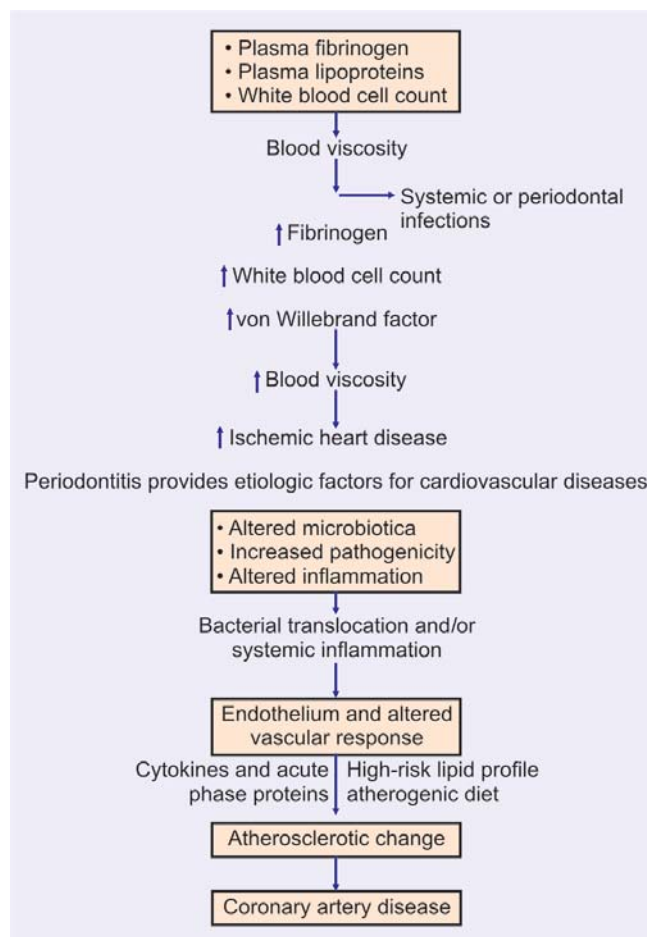 • Plasma fibrinogen
• Plasma lipoproteins
• White blood cell count
Blood viscosity
Systemic or periodontal
infections
Fibrinogen
White blood cell count
von Willebrand factor
Blood viscosity
Ischemic heart disease
Periodontitis provides etiologic factors for cardiovascular diseases
• Altered microbiotica
• Increased pathogenicity
• Altered inflammation
Bacterial translocation and/or
systemic inflammation
Endothelium and altered
vascular response
Cytokines and acute
phase proteins
High-risk lipid profile
atherogenic diet
Atherosclerotic change
Coronary artery disease